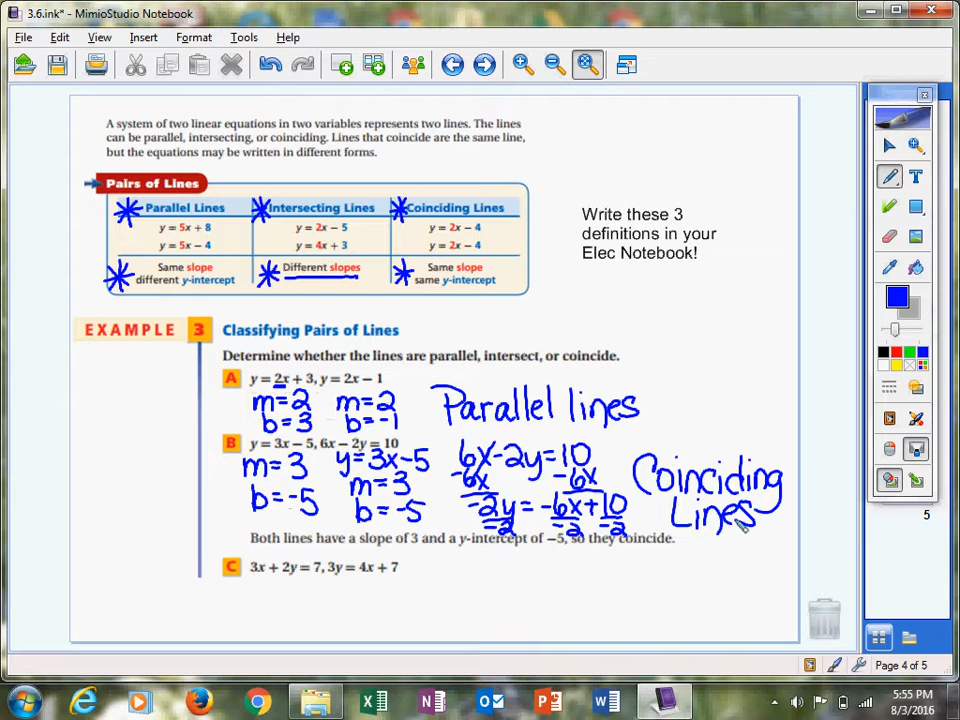 3.6.ink* - MimioStudio Notebook
File Edit View Insert Format Tools Help
A system of two linear equations in two variables represents two lines. The lines
can be parallel, intersecting, or coinciding. Lines that coincide are the same line,
but the equations may be written in different forms.
Pairs of Lines
Parallel Lines Intersecting Lines Coinciding Lines
y = 5x + 8 y = 2x − 5 y = 2x − 4
y = 5x − 4 y = 4x + 3 y = 2x − 4
Same slope Different slopes Same slope
different y-intercept same y-intercept
Write these 3
definitions in your
Elec Notebook!
EXAMPLE 3 Classifying Pairs of Lines
Determine whether the lines are parallel, intersect, or coincide.
A y = 2x + 3, y = 2x − 1
m=2 m=2 Parallel lines
b=3 b=-1
B y = 3x − 5, 6x − 2y = 10
m=3 y=3x-5 6x-2y=10
b=-5 m=3 -6x -6x
b=-5 -2y = -6x+10
-2 -2 -2
Coinciding
Lines
Both lines have a slope of 3 and a y-intercept of −5, so they coincide.
C 3x + 2y = 7, 3y = 4x + 7
5
Page 4 of 5
5:55 PM
8/3/2016